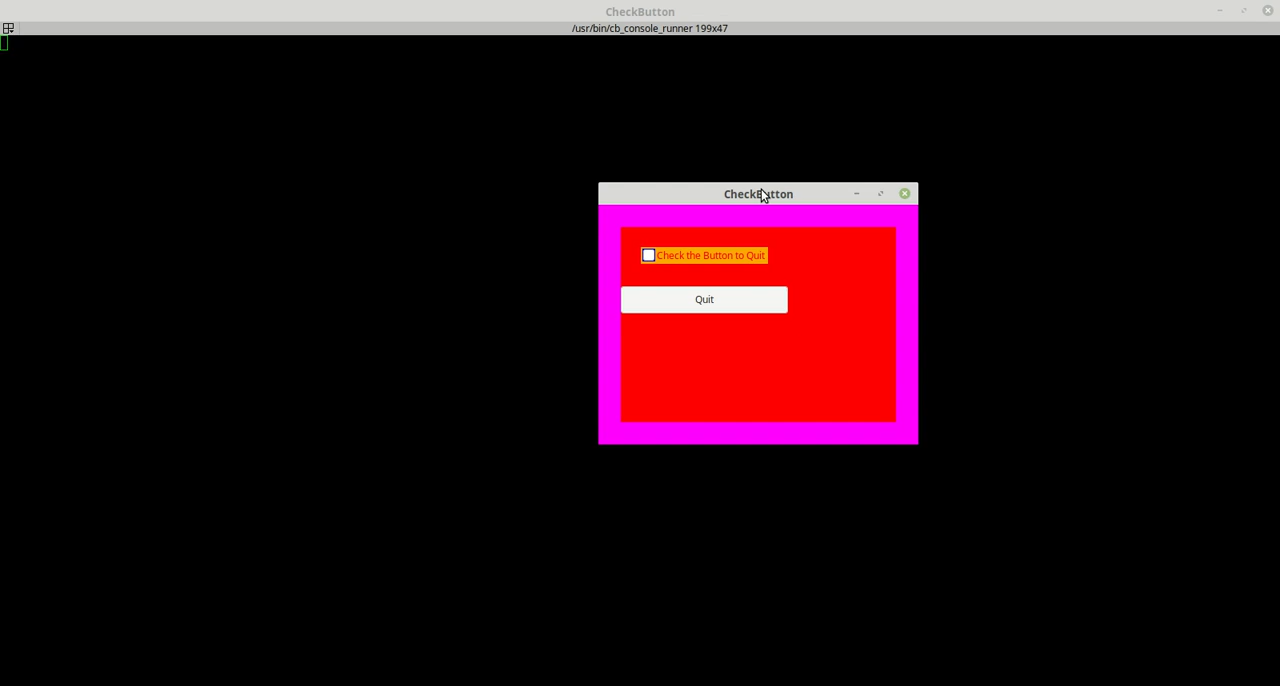 CheckButton
/usr/bin/cb_console_runner 199x47
CheckButton
Check the Button to Quit
Quit